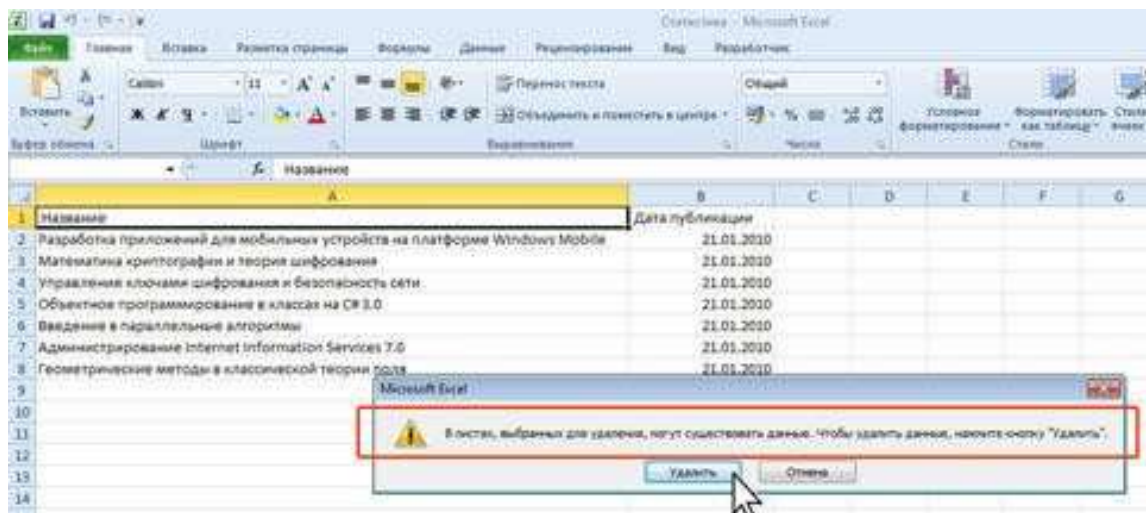 Статистика - Microsoft Excel
Файл Главная Вставка Разметка страницы Формулы Данные Рецензирование Вид Разработчик
Вставить Calibri 11 A A Перенос текста Общий Условное форматирование Форматировать как таблицу
Ж К Ч Объединить и поместить в центре % 000
Буфер обмена Шрифт Выравнивание Число Стили
fx Название
A B C D E F G
1 Название Дата публикации
2 Разработка приложений для мобильных устройств на платформе Windows Mobile 21.01.2010
3 Математика криптографии и теория шифрования 21.01.2010
4 Управление ключами шифрования и безопасность сети 21.01.2010
5 Объектное программирование в классах на C# 3.0 21.01.2010
6 Введение в параллельные алгоритмы 21.01.2010
7 Администрирование Internet Information Services 7.0 21.01.2010
8 Геометрические методы в классической теории поля 21.01.2010
9 Microsoft Excel
10
11 В листах, выбранных для удаления, могут существовать данные. Чтобы удалить данные, нажмите кнопку "Удалить".
12
13 Удалить Отмена
14